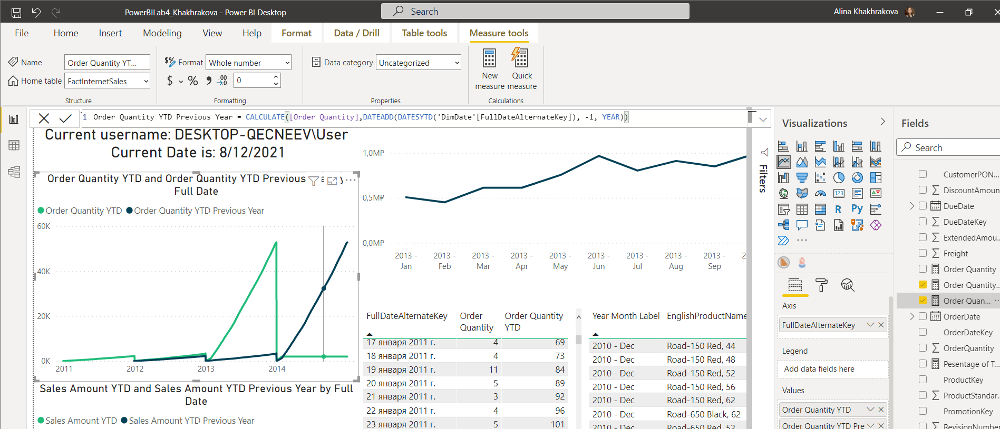 PowerBILab4_Khakhrakova - Power BI Desktop
Search
Alina Khakhrakova
File Home Insert Modeling View Help Format Data / Drill Table tools Measure tools
Name Order Quantity YT...
Format Whole number
Data category Uncategorized
New measure
Quick measure
Home table FactInternetSales
$ % 0
Structure Formatting Properties Calculations
1 Order Quantity YTD Previous Year = CALCULATE([Order Quantity],DATEADD(DATESYTD('DimDate'[FullDateAlternateKey]), -1, YEAR))
Current username: DESKTOP-QECNEEV\User
Current Date is: 8/12/2021
Order Quantity YTD and Order Quantity YTD Previous
Full Date
Order Quantity YTD Order Quantity YTD Previous Year
60K
40K
20K
0K
2011 2012 2013 2014
Sales Amount YTD and Sales Amount YTD Previous Year by Full
Date
Sales Amount YTD Sales Amount YTD Previous Year
1,0M₽
0,5M₽
0,0M₽
2013 - Jan
2013 - Feb
2013 - Mar
2013 - Apr
2013 - May
2013 - Jun
2013 - Jul
2013 - Aug
2013 - Sep
2
FullDateAlternateKey Order Quantity Order Quantity YTD
17 января 2011 г. 4 69
18 января 2011 г. 4 73
19 января 2011 г. 11 84
20 января 2011 г. 5 89
21 января 2011 г. 3 92
22 января 2011 г. 4 96
23 января 2011 г. 5 101
Year Month Label EnglishProductName
2010 - Dec Road-150 Red, 44
2010 - Dec Road-150 Red, 48
2010 - Dec Road-150 Red, 52
2010 - Dec Road-150 Red, 56
2010 - Dec Road-150 Red, 62
2010 - Dec Road-650 Black, 62
2010 - Dec Road-650 Red, 52
Filters
Visualizations
123
R Py
...
Axis
FullDateAlternateKey
Legend
Add data fields here
Values
Order Quantity YTD
Order Quantity YTD Pre
Fields
Search
CustomerPON...
DiscountAmoun
DueDate
DueDateKey
ExtendedAmou...
Freight
Order Quantity
Order Quantity...
Order Quan... ...
OrderDate
OrderDateKey
OrderQuantity
Pesentage of T...
ProductKey
ProductStandar...
PromotionKey
RevisionNumber